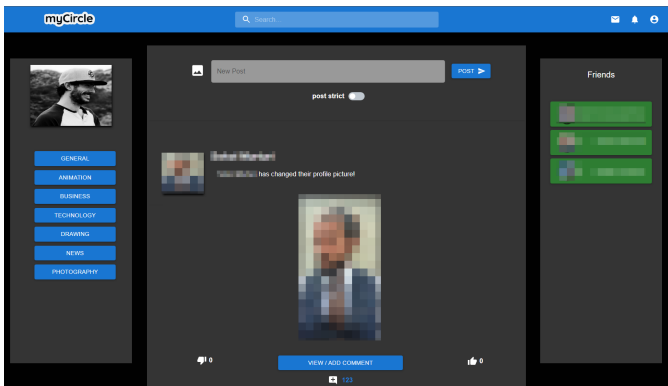 myCircle
Search..
New Post
POST
post strict
Friends
GENERAL
ANIMATION
BUSINESS
TECHNOLOGY
DRAWING
NEWS
PHOTOGRAPHY
has changed their profile picture!
0
VIEW / ADD COMMENT
0